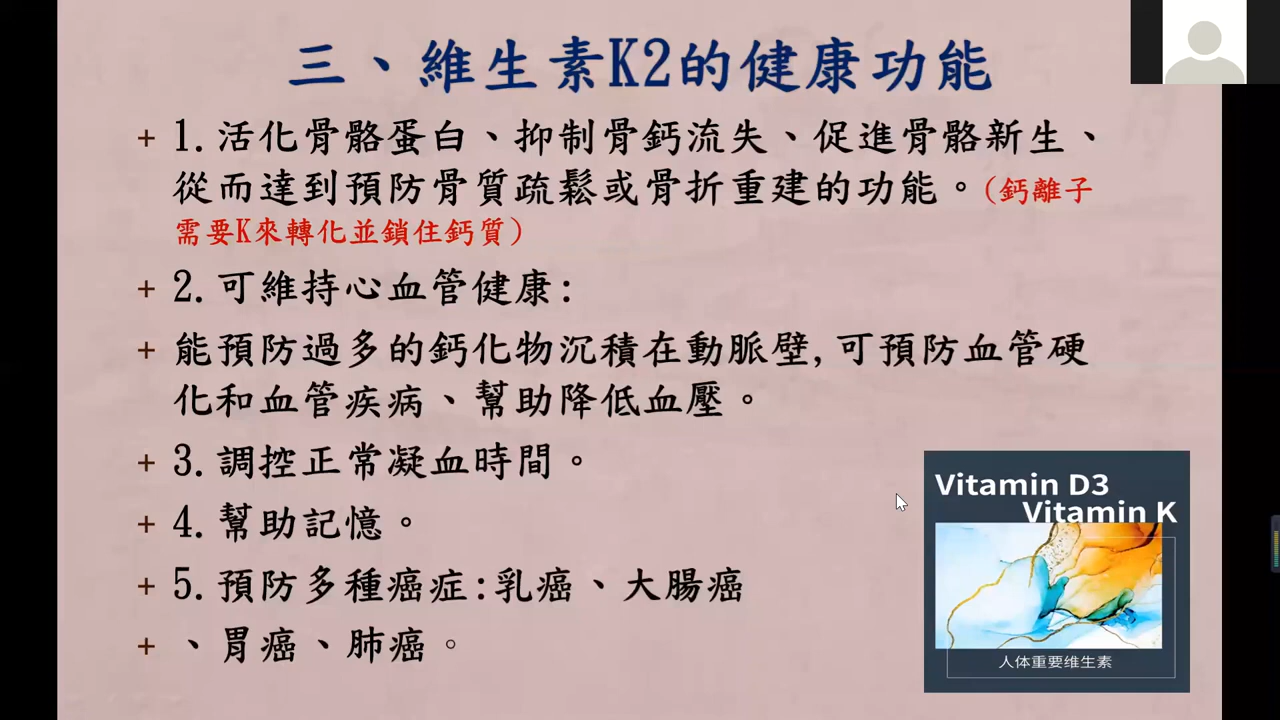 三、維生素K2的健康功能
+ 1.活化骨骼蛋白、抑制骨鈣流失、促進骨骼新生、
從而達到預防骨質疏鬆或骨折重建的功能。(鈣離子
需要K來轉化並鎖住鈣質)
+ 2.可維持心血管健康:
+ 能預防過多的鈣化物沉積在動脈壁,可預防血管硬
化和血管疾病、幫助降低血壓。
+ 3.調控正常凝血時間。
+ 4.幫助記憶。
+ 5.預防多種癌症:乳癌、大腸癌
+ 、胃癌、肺癌。
Vitamin D3
Vitamin K
人体重要维生素